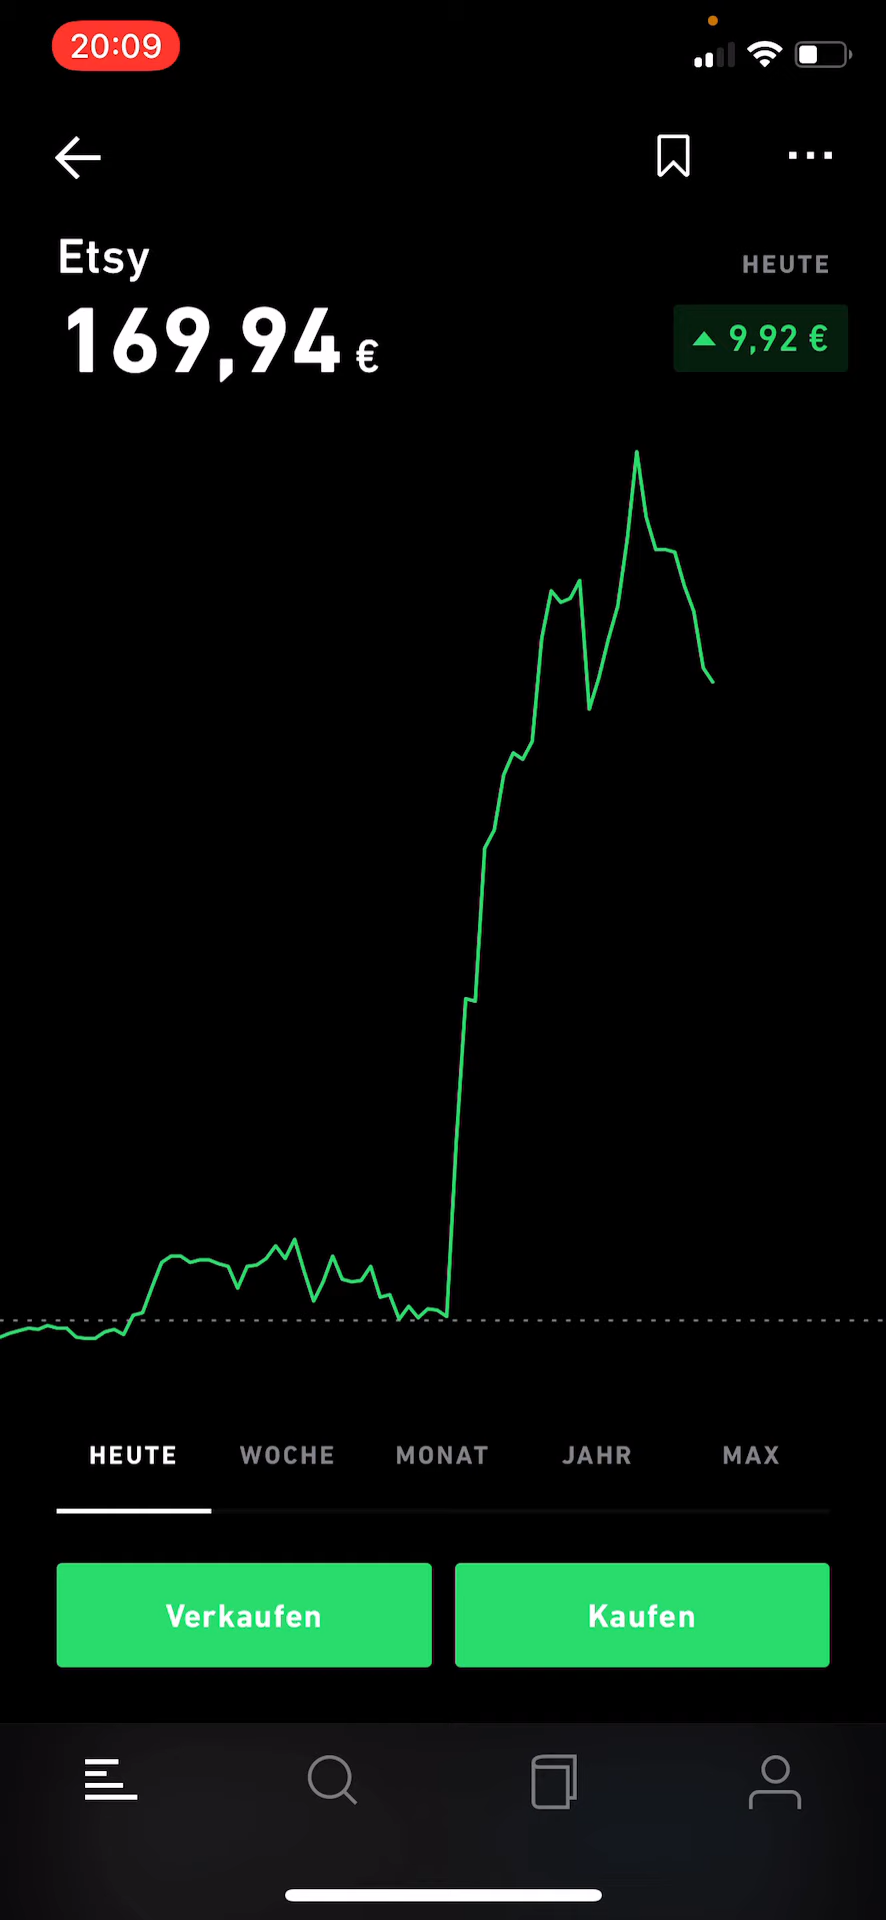 20:09
Etsy
HEUTE
169,94 €
▲ 9,92 €
HEUTE WOCHE MONAT JAHR MAX
Verkaufen Kaufen